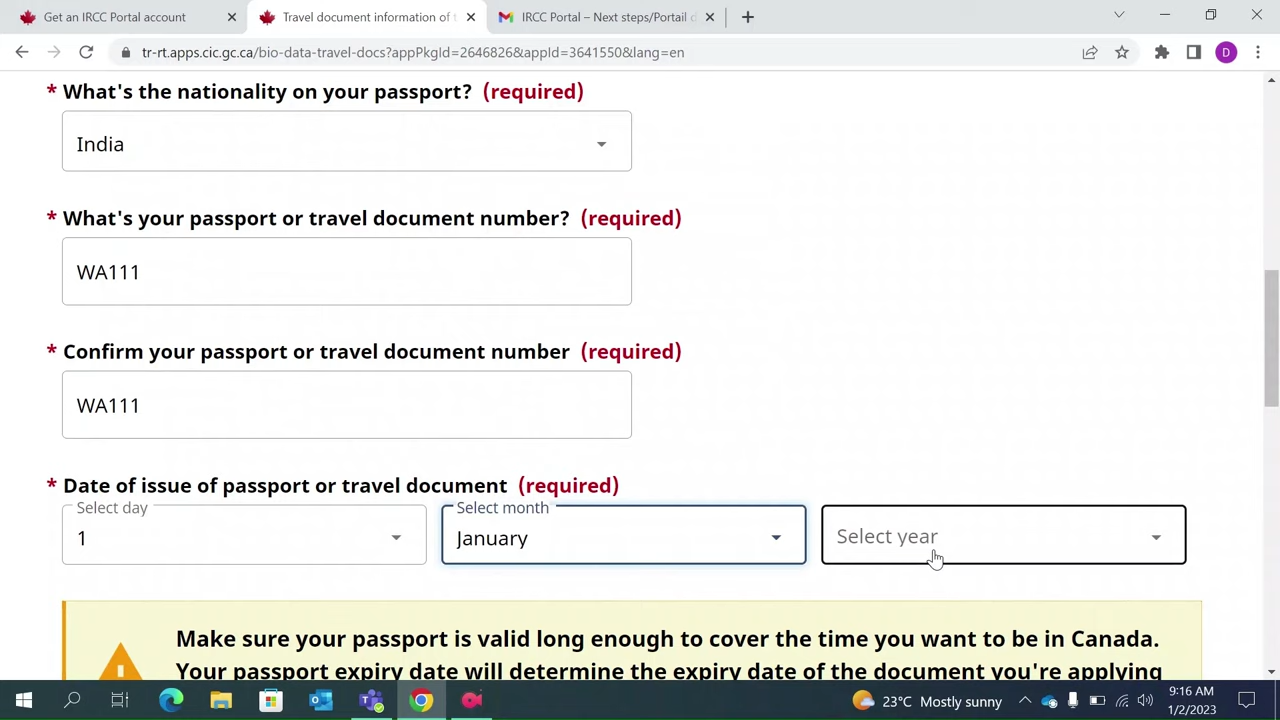 Get an IRCC Portal account
Travel document information of t
IRCC Portal – Next steps/Portail d
tr-rt.apps.cic.gc.ca/bio-data-travel-docs?appPkgId=2646826&appId=3641550&lang=en
D
* What's the nationality on your passport? (required)
India
* What's your passport or travel document number? (required)
WA111
* Confirm your passport or travel document number (required)
WA111
* Date of issue of passport or travel document (required)
Select day
1
Select month
January
Select year
Make sure your passport is valid long enough to cover the time you want to be in Canada.
Your passport expiry date will determine the expiry date of the document you're applying
23°C Mostly sunny
9:16 AM
1/2/2023